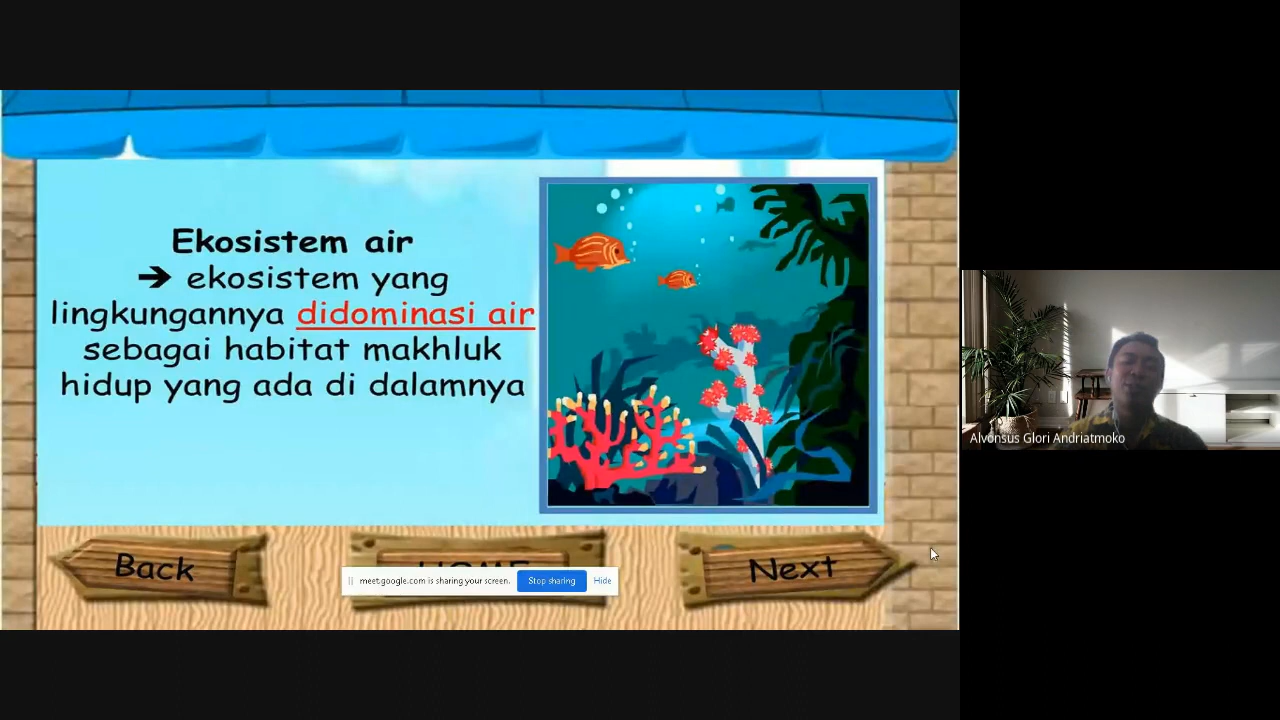 Ekosistem air
➔ ekosistem yang
lingkungannya didominasi air
sebagai habitat makhluk
hidup yang ada di dalamnya
Back
HOME
Next
meet.google.com is sharing your screen.
Stop sharing
Hide
Alvonsus Glori Andriatmoko